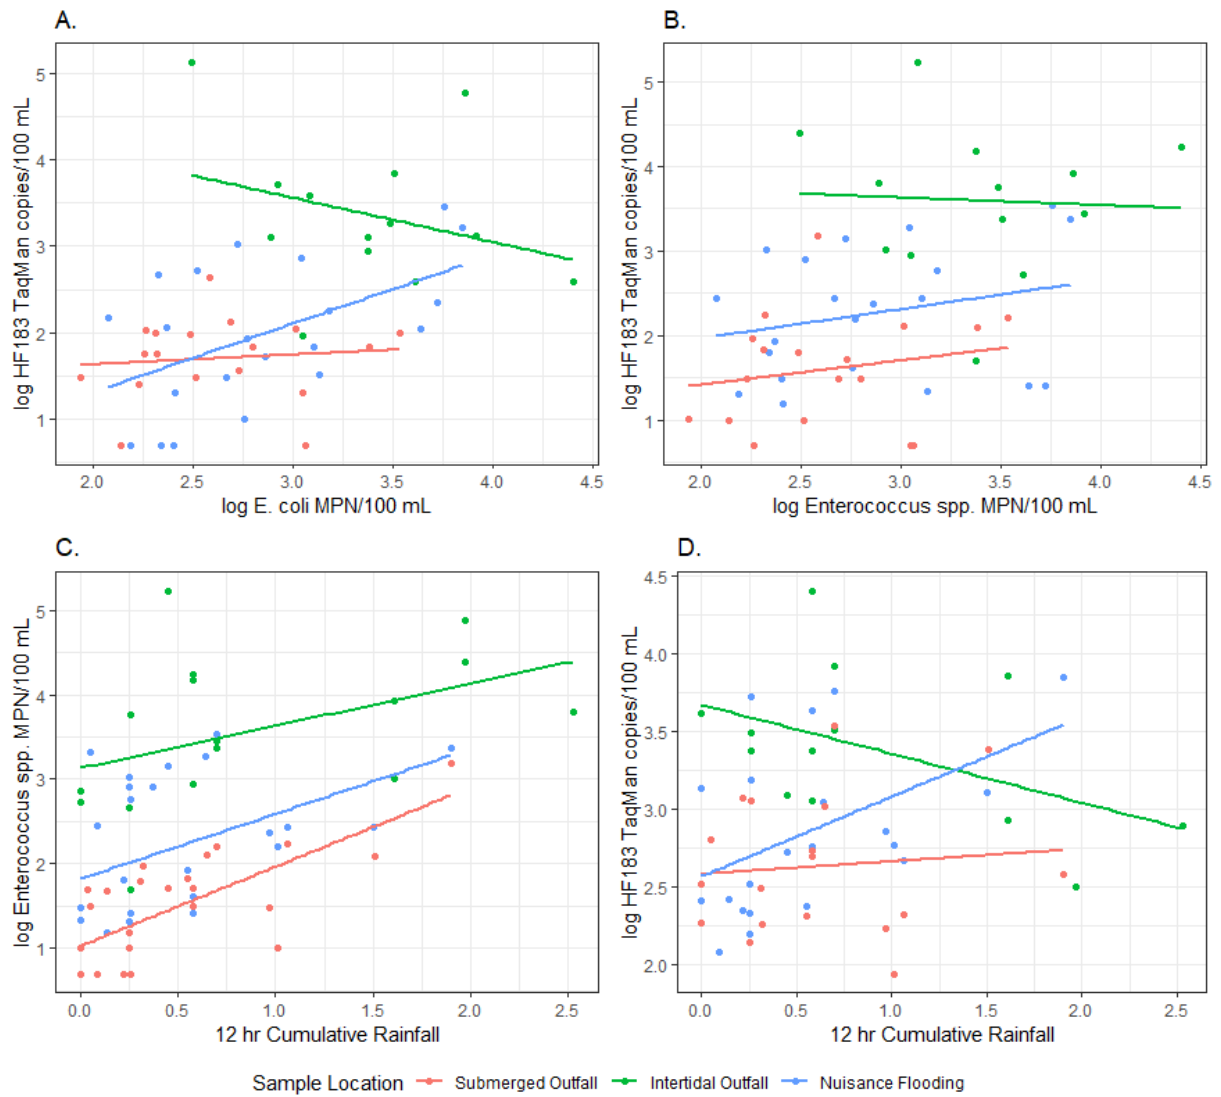 A.
B.
log HF183 TaqMan copies/100 mL
5
4
3
2
1
2.0 2.5 3.0 3.5 4.0 4.5
log E. coli MPN/100 mL
log HF183 TaqMan copies/100 mL
5
4
3
2
1
2.0 2.5 3.0 3.5 4.0 4.5
log Enterococcus spp. MPN/100 mL
C.
D.
log Enterococcus spp. MPN/100 mL
5
4
3
2
1
0.0 0.5 1.0 1.5 2.0 2.5
12 hr Cumulative Rainfall
log HF183 TaqMan copies/100 mL
4.5
4.0
3.5
3.0
2.5
2.0
0.0 0.5 1.0 1.5 2.0 2.5
12 hr Cumulative Rainfall
Sample Location Submerged Outfall Intertidal Outfall Nuisance Flooding